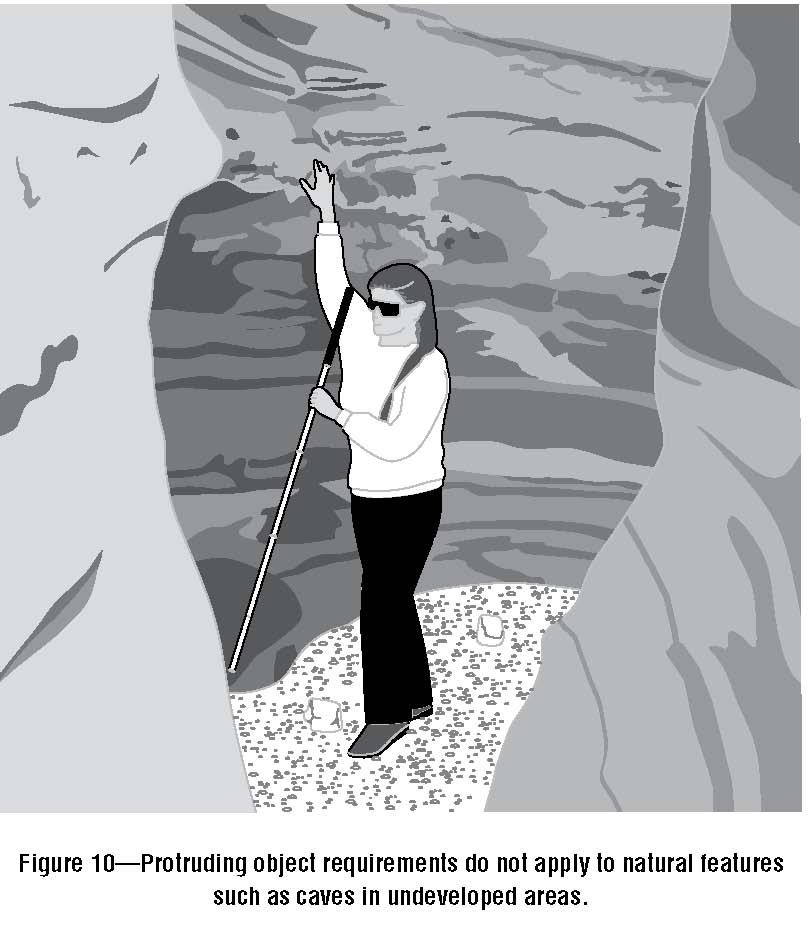 Figure 10—Protruding object requirements do not apply to natural features
such as caves in undeveloped areas.